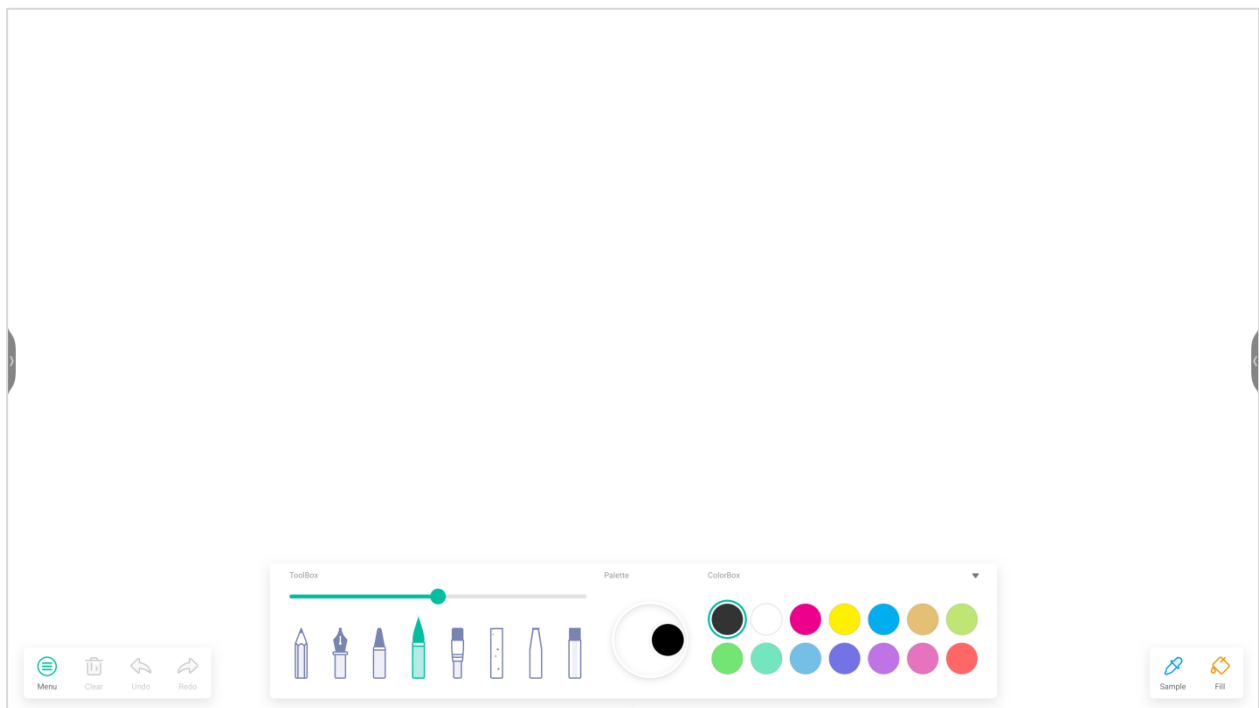 ToolBox
Palette
ColorBox
Menu
Clear
Undo
Redo
Sample
Fill